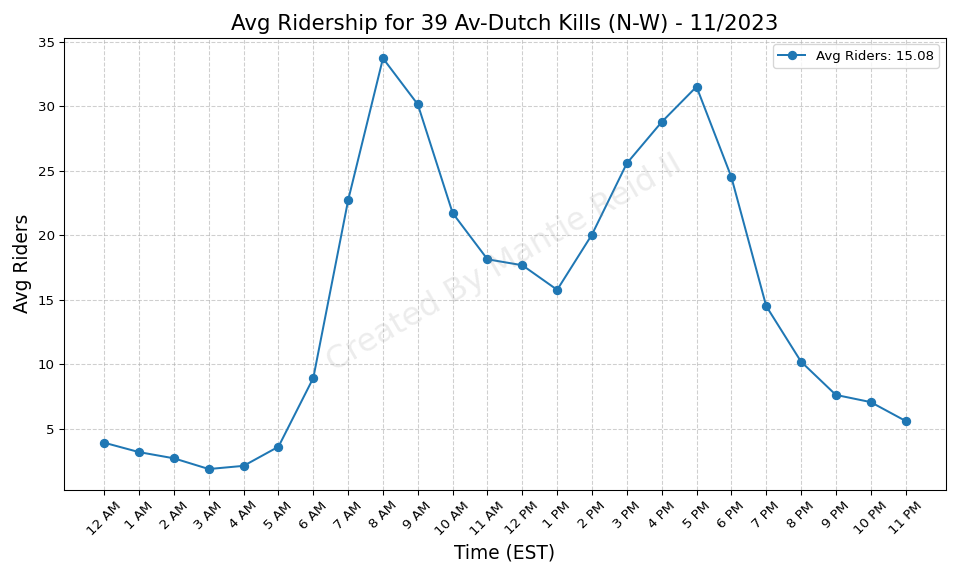 Avg Ridership for 39 Av-Dutch Kills (N-W) - 11/2023
Avg Riders: 15.08
Avg Riders
35
30
25
20
15
10
5
Created By Mantie Reid II
12 AM
1 AM
2 AM
3 AM
4 AM
5 AM
6 AM
7 AM
8 AM
9 AM
10 AM
11 AM
12 PM
1 PM
2 PM
3 PM
4 PM
5 PM
6 PM
7 PM
8 PM
9 PM
10 PM
11 PM
Time (EST)